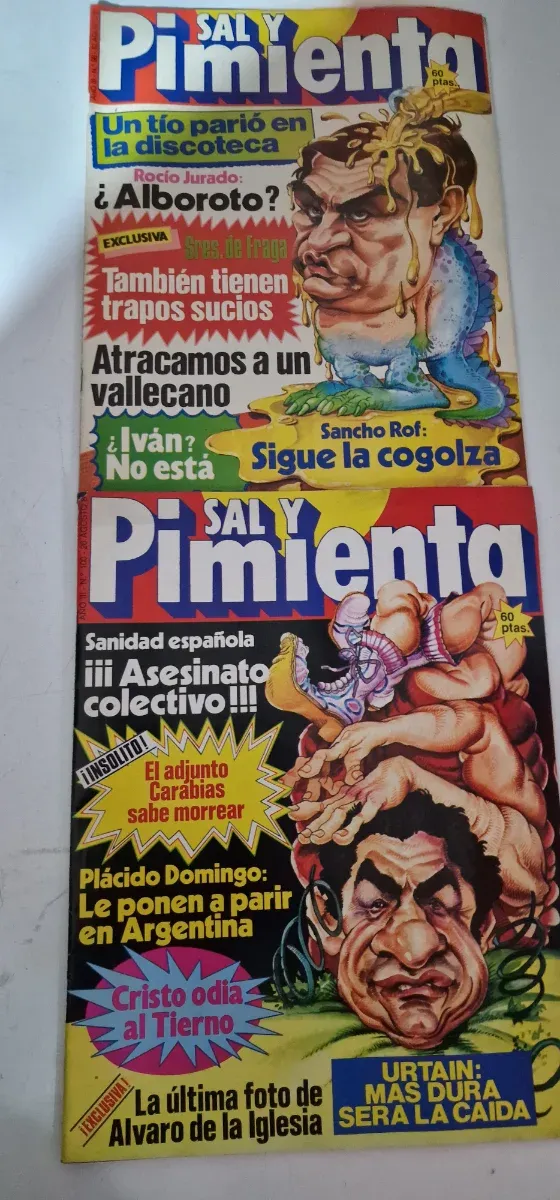 SAL Y
Pimienta
60
ptas.
Un tío parió en
la discoteca
Rocío Jurado:
¿Alboroto?
EXCLUSIVA
Sres. de Fraga
También tienen
trapos sucios
Atracamos a un
vallecano
¿Iván?
No está
Sancho Rof:
Sigue la cogolza
SAL Y
Pimienta
60
ptas.
Sanidad española
¡¡¡Asesinato
colectivo!!!
¡INSOLITO!
El adjunto
Carabias
sabe morrear
Plácido Domingo:
Le ponen a parir
en Argentina
Cristo odia
al Tierno
¡EXCLUSIVA!
La última foto de
Alvaro de la Iglesia
URTAIN:
MAS DURA
SERA LA CAIDA